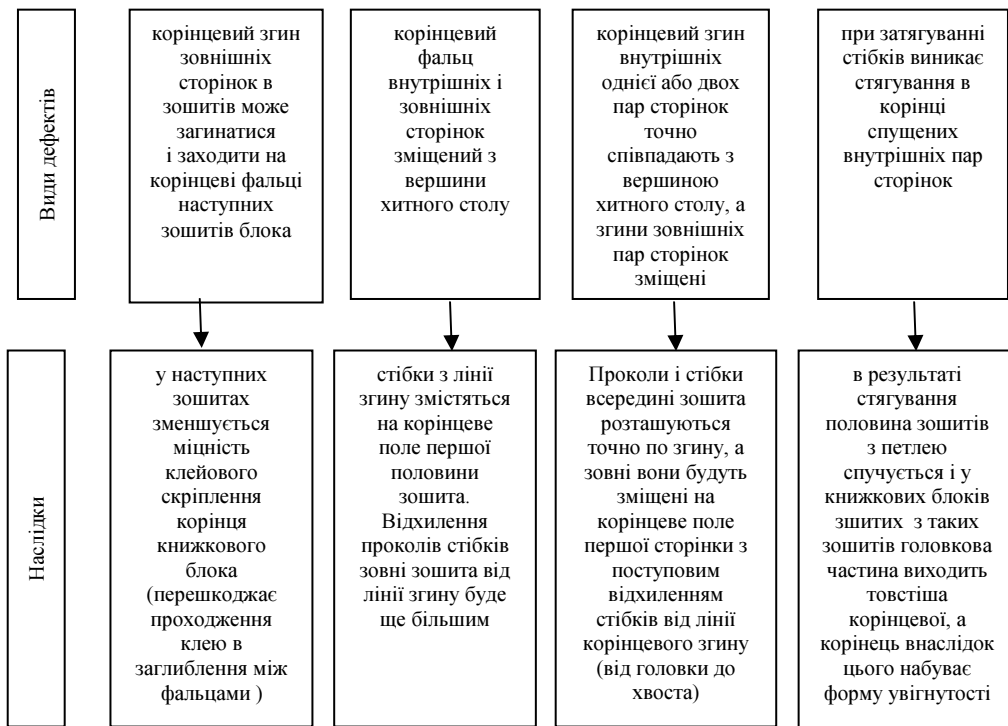 Види дефектів
корінцевий згин
зовнішніх
сторінок в
зошитів може
загинатися
і заходити на
корінцеві фальці
наступних
зошитів блока
корінцевий
фальц
внутрішніх і
зовнішніх
сторінок
зміщений з
вершини
хитного столу
корінцевий згин
внутрішніх
однієї або двох
пар сторінок
точно
співпадають з
вершиною
хитного столу, а
згини зовнішніх
пар сторінок
зміщені
при затягуванні
стібків виникає
стягування в
корінці
спущених
внутрішніх пар
сторінок
Наслідки
у наступних
зошитах
зменшується
міцність
клейового
скріплення
корінця
книжкового
блока
(перешкоджає
проходження
клею в
заглиблення між
фальцами )
стібки з лінії
згину змістяться
на корінцеве
поле першої
половини
зошита.
Відхилення
проколів стібків
зовні зошита від
лінії згину буде
ще більшим
Проколи і стібки
всередині зошита
розташуються
точно по згину, а
зовні вони будуть
зміщені на
корінцеве поле
першої сторінки з
поступовим
відхиленням
стібків від лінії
корінцевого згину
(від головки до
хвоста)
в результаті
стягування
половина зошитів
з петлею
спучується і у
книжкових блоків
зшитих з таких
зошитів головкова
частина виходить
товстіша
корінцевої, а
корінець внаслідок
цього набуває
форму увігнутості